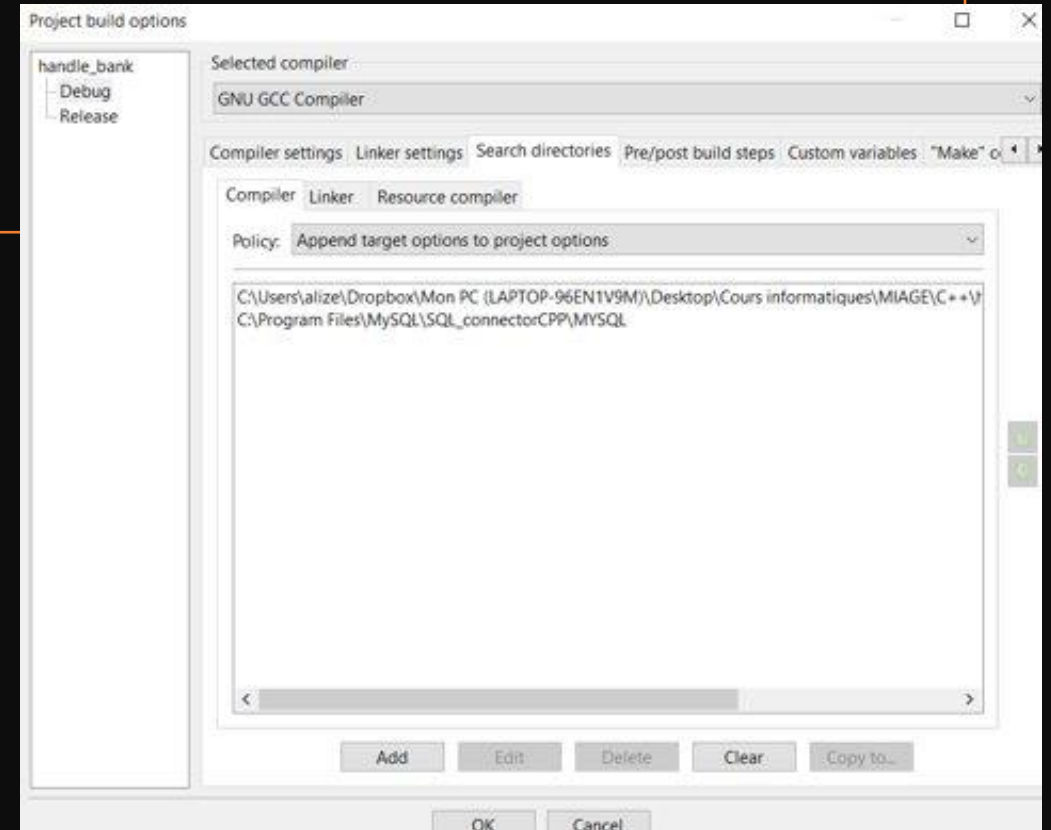 Project build options
handle_bank
Debug
Release
Selected compiler
GNU GCC Compiler
Compiler settings Linker settings Search directories Pre/post build steps Custom variables "Make"
Compiler Linker Resource compiler
Policy: Append target options to project options
C:\Users\alize\Dropbox\Mon PC (LAPTOP-96EN1V9M)\Desktop\Cours informatiques\MIAGE\C++\
C:\Program Files\MySQL\SQL_connectorCPP\MYSQL
Add Edit Delete Clear Copy to...
OK Cancel